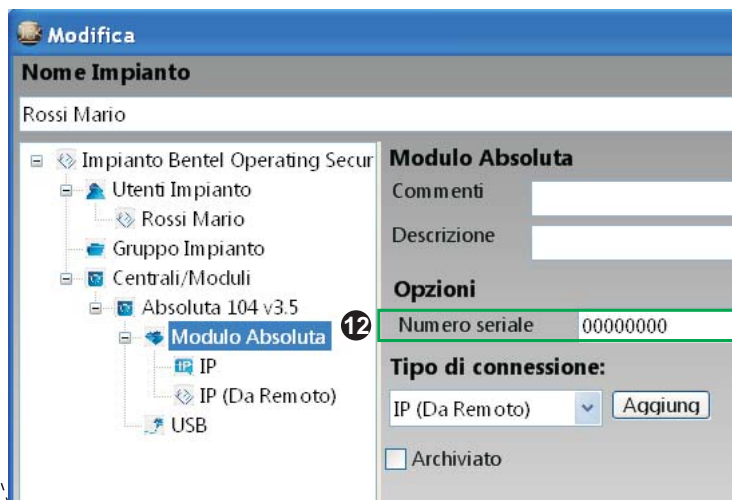 Modifica
Nome Impianto
Rossi Mario
Impianto Bentel Operating Secur
Utenti Impianto
Rossi Mario
Gruppo Impianto
Centrali/Moduli
Absoluta 104 v3.5
Modulo Absoluta
IP
IP (Da Remoto)
USB
Modulo Absoluta
Commenti
Descrizione
Opzioni
12 Numero seriale 00000000
Tipo di connessione:
IP (Da Remoto) Aggiung
Archiviato